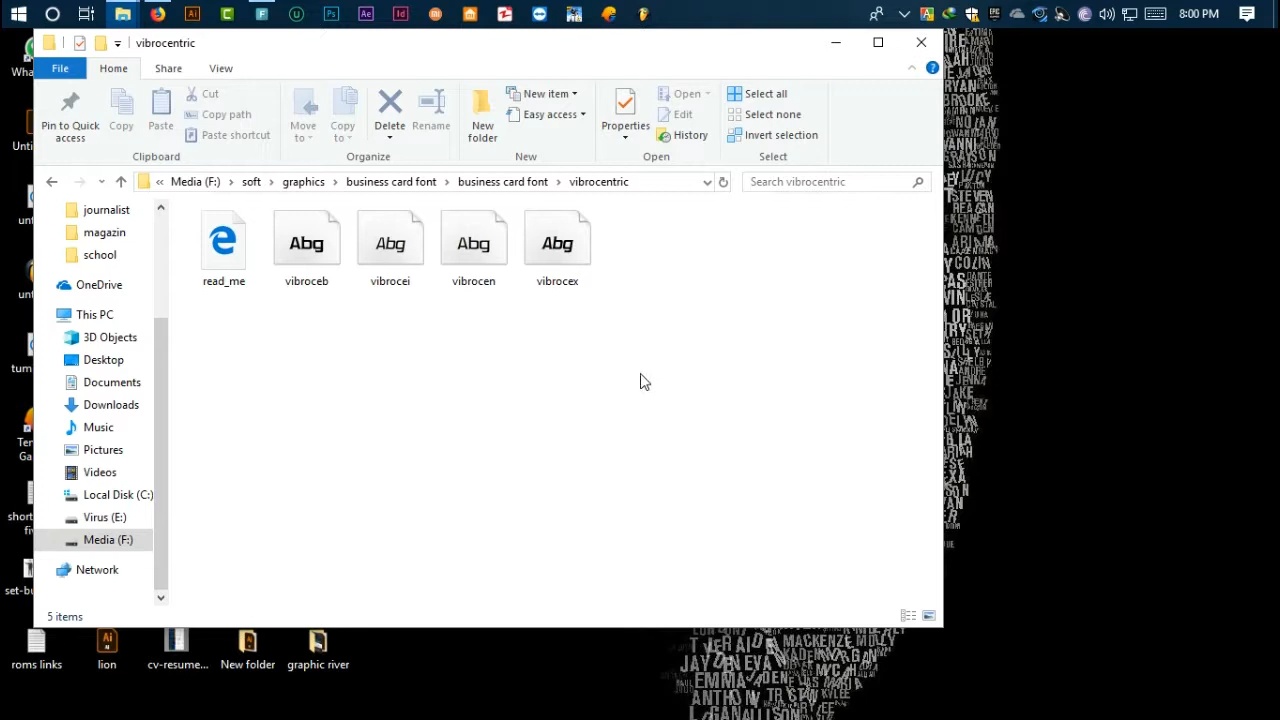 8:00 PM
vibrocentric
File
Home
Share
View
Pin to Quick access
Copy
Paste
Cut
Copy path
Paste shortcut
Clipboard
Move to
Copy to
Delete
Rename
Organize
New folder
New item
Easy access
New
Properties
Open
Edit
History
Open
Select all
Select none
Invert selection
Select
« Media (F:) › soft › graphics › business card font › business card font › vibrocentric
Search vibrocentric
journalist
magazin
school
OneDrive
This PC
3D Objects
Desktop
Documents
Downloads
Music
Pictures
Videos
Local Disk (C:)
Virus (E:)
Media (F:)
Network
read_me
Abg
vibroceb
Abg
vibrocei
Abg
vibrocen
Abg
vibrocex
5 items
roms links
lion
cv-resume...
New folder
graphic river
MACKENZE
EMMA
ANTHO